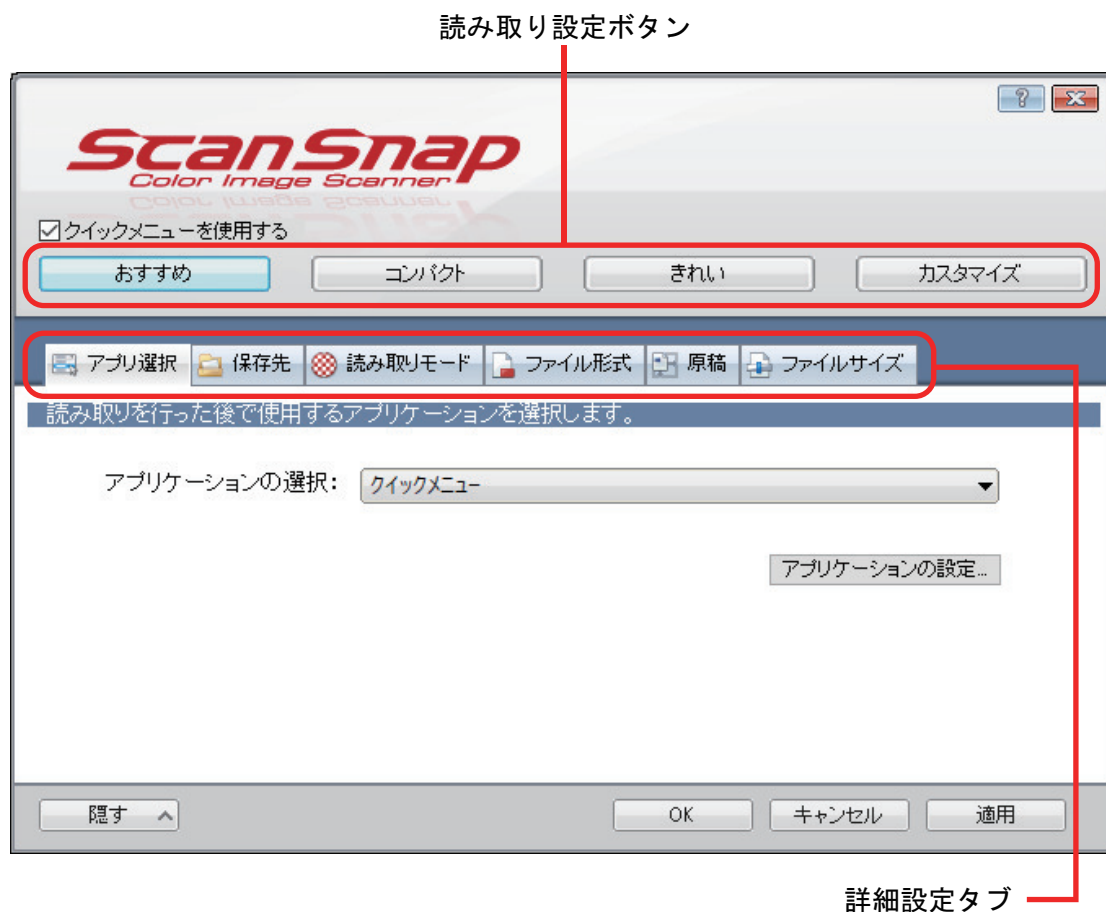 読み取り設定ボタン
ScanSnap
Color Image Scanner
クイックメニューを使用する
おすすめ コンパクト きれい カスタマイズ
アプリ選択 保存先 読み取りモード ファイル形式 原稿 ファイルサイズ
読み取りを行った後で使用するアプリケーションを選択します。
アプリケーションの選択: クイックメニュー
アプリケーションの設定...
隠す OK キャンセル 適用
詳細設定タブ